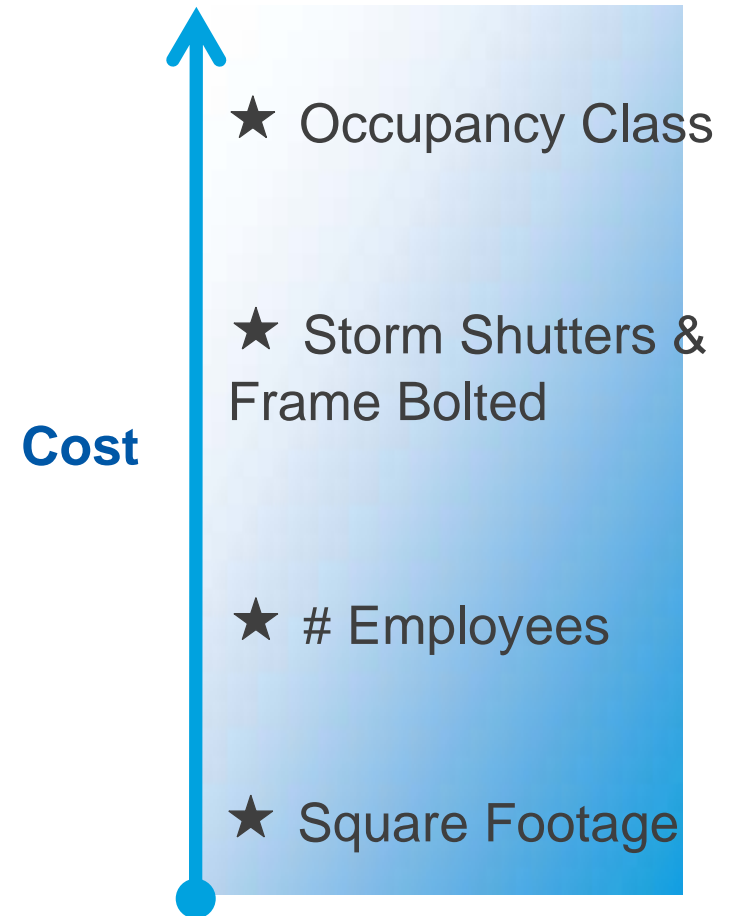 ★ Occupancy Class
★ Storm Shutters &
Frame Bolted
Cost
★ # Employees
★ Square Footage